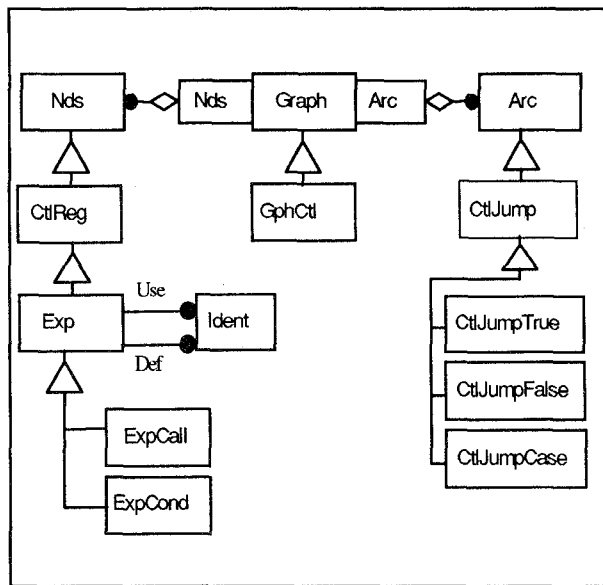 Nds
Nds
Graph
Arc
Arc
CtlReg
GphCtl
CtlJump
Exp
Use
Def
Ident
CtlJumpTrue
CtlJumpFalse
CtlJumpCase
ExpCall
ExpCond